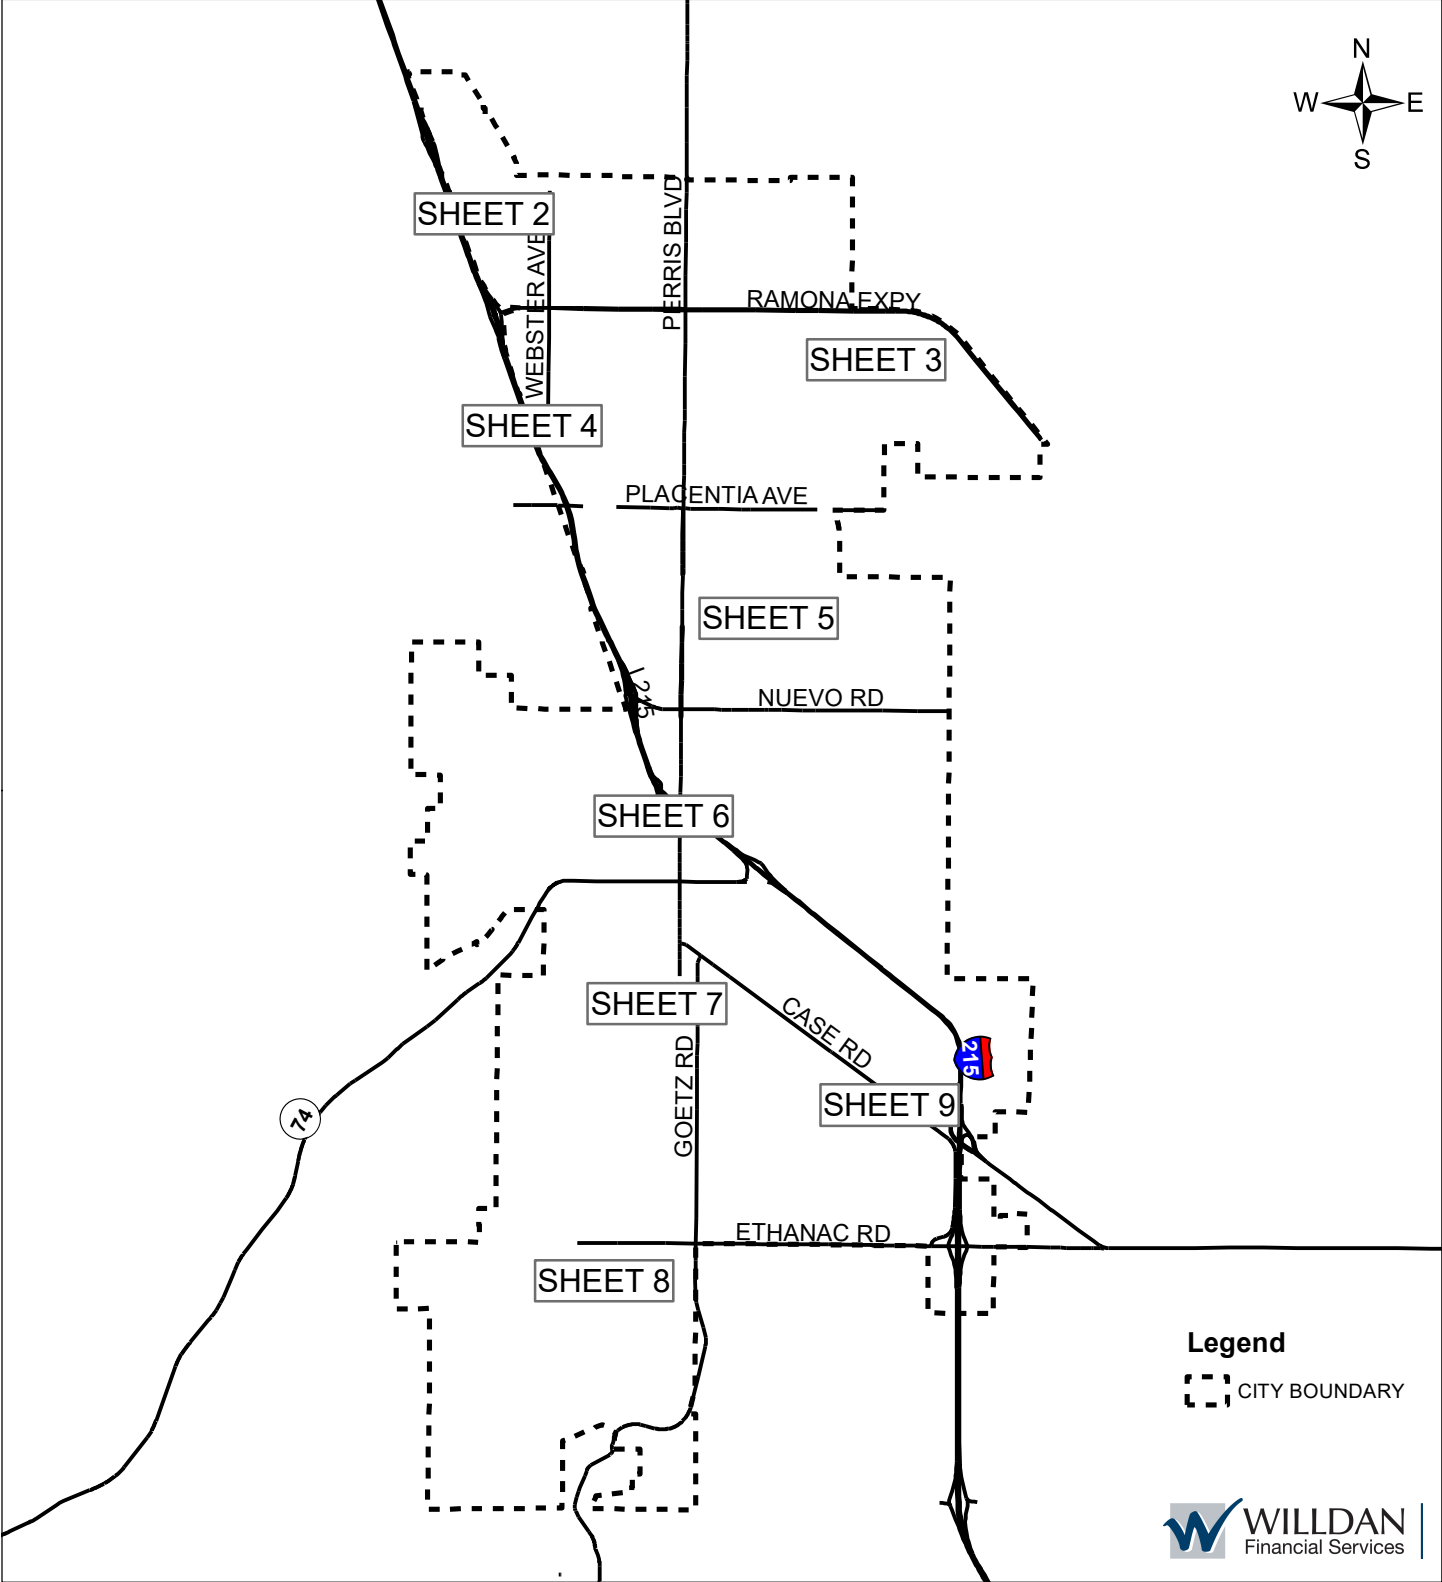 N
W E
S
SHEET 2
WEBSTER AVE
PERRIS BLVD
RAMONA EXPY
SHEET 3
SHEET 4
PLACENTIA AVE
SHEET 5
I 215
NUEVO RD
SHEET 6
SHEET 7
CASE RD
215
GOETZ RD
SHEET 9
74
ETHANAC RD
SHEET 8
Legend
CITY BOUNDARY
WILLDAN
Financial Services